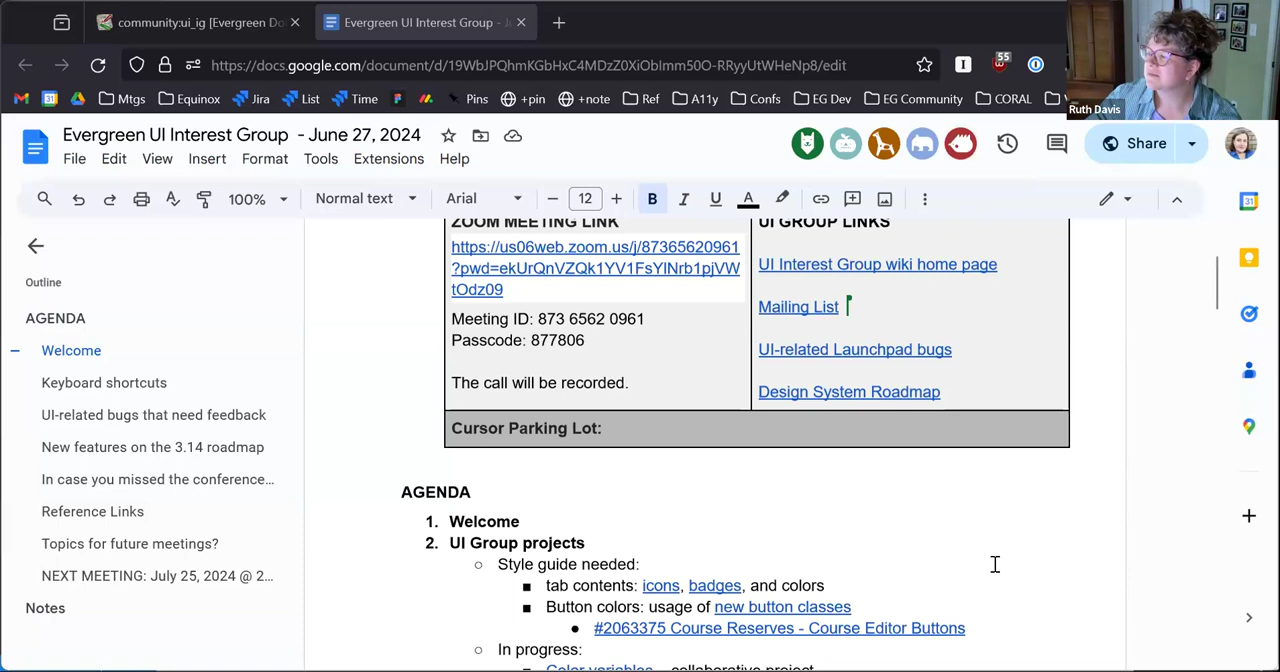 community:ui_ig [Evergreen Do
Evergreen UI Interest Group - J
https://docs.google.com/document/d/19WbJPQhmKGbHxC4MDzZ0XiOblmm50O-RRyyUtWHeNp8/edit
55
Mtgs
Equinox
Jira
List
Time
Pins
+pin
+note
Ref
A11y
Confs
EG Dev
EG Community
CORAL
Ruth Davis
Evergreen UI Interest Group - June 27, 2024
File Edit View Insert Format Tools Extensions Help
Share
100%
Normal text
Arial
12
B I U A
31
Outline
AGENDA
Welcome
Keyboard shortcuts
UI-related bugs that need feedback
New features on the 3.14 roadmap
In case you missed the conference...
Reference Links
Topics for future meetings?
NEXT MEETING: July 25, 2024 @ 2...
Notes
ZOOM MEETING LINK
https://us06web.zoom.us/j/87365620961
?pwd=ekUrQnVZQk1YV1FsYlNrb1pjVW
tOdz09
Meeting ID: 873 6562 0961
Passcode: 877806
The call will be recorded.
UI GROUP LINKS
UI Interest Group wiki home page
Mailing List
UI-related Launchpad bugs
Design System Roadmap
Cursor Parking Lot:
AGENDA
1. Welcome
2. UI Group projects
○ Style guide needed:
■ tab contents: icons, badges, and colors
■ Button colors: usage of new button classes
● #2063375 Course Reserves - Course Editor Buttons
○ In progress:
Color variables – collaborative project